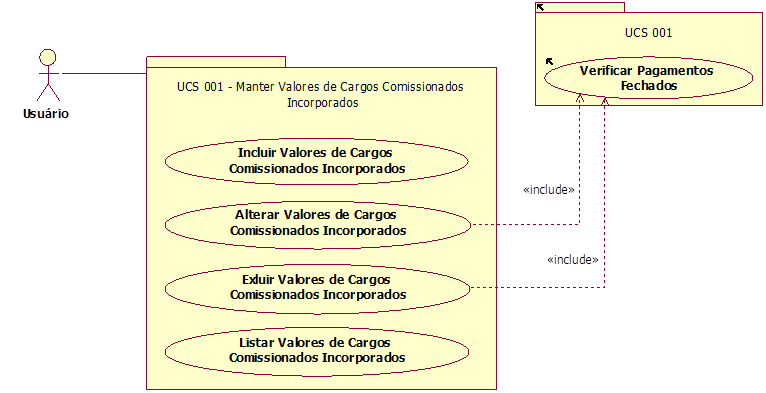 UCS 001
Verificar Pagamentos
Fechados
Usuário
UCS 001 - Manter Valores de Cargos Comissionados
Incorporados
Incluir Valores de Cargos
Comissionados Incorporados
Alterar Valores de Cargos
Comissionados Incorporados
«include»
Exluir Valores de Cargos
Comissionados Incorporados
«include»
Listar Valores de Cargos
Comissionados Incorporados